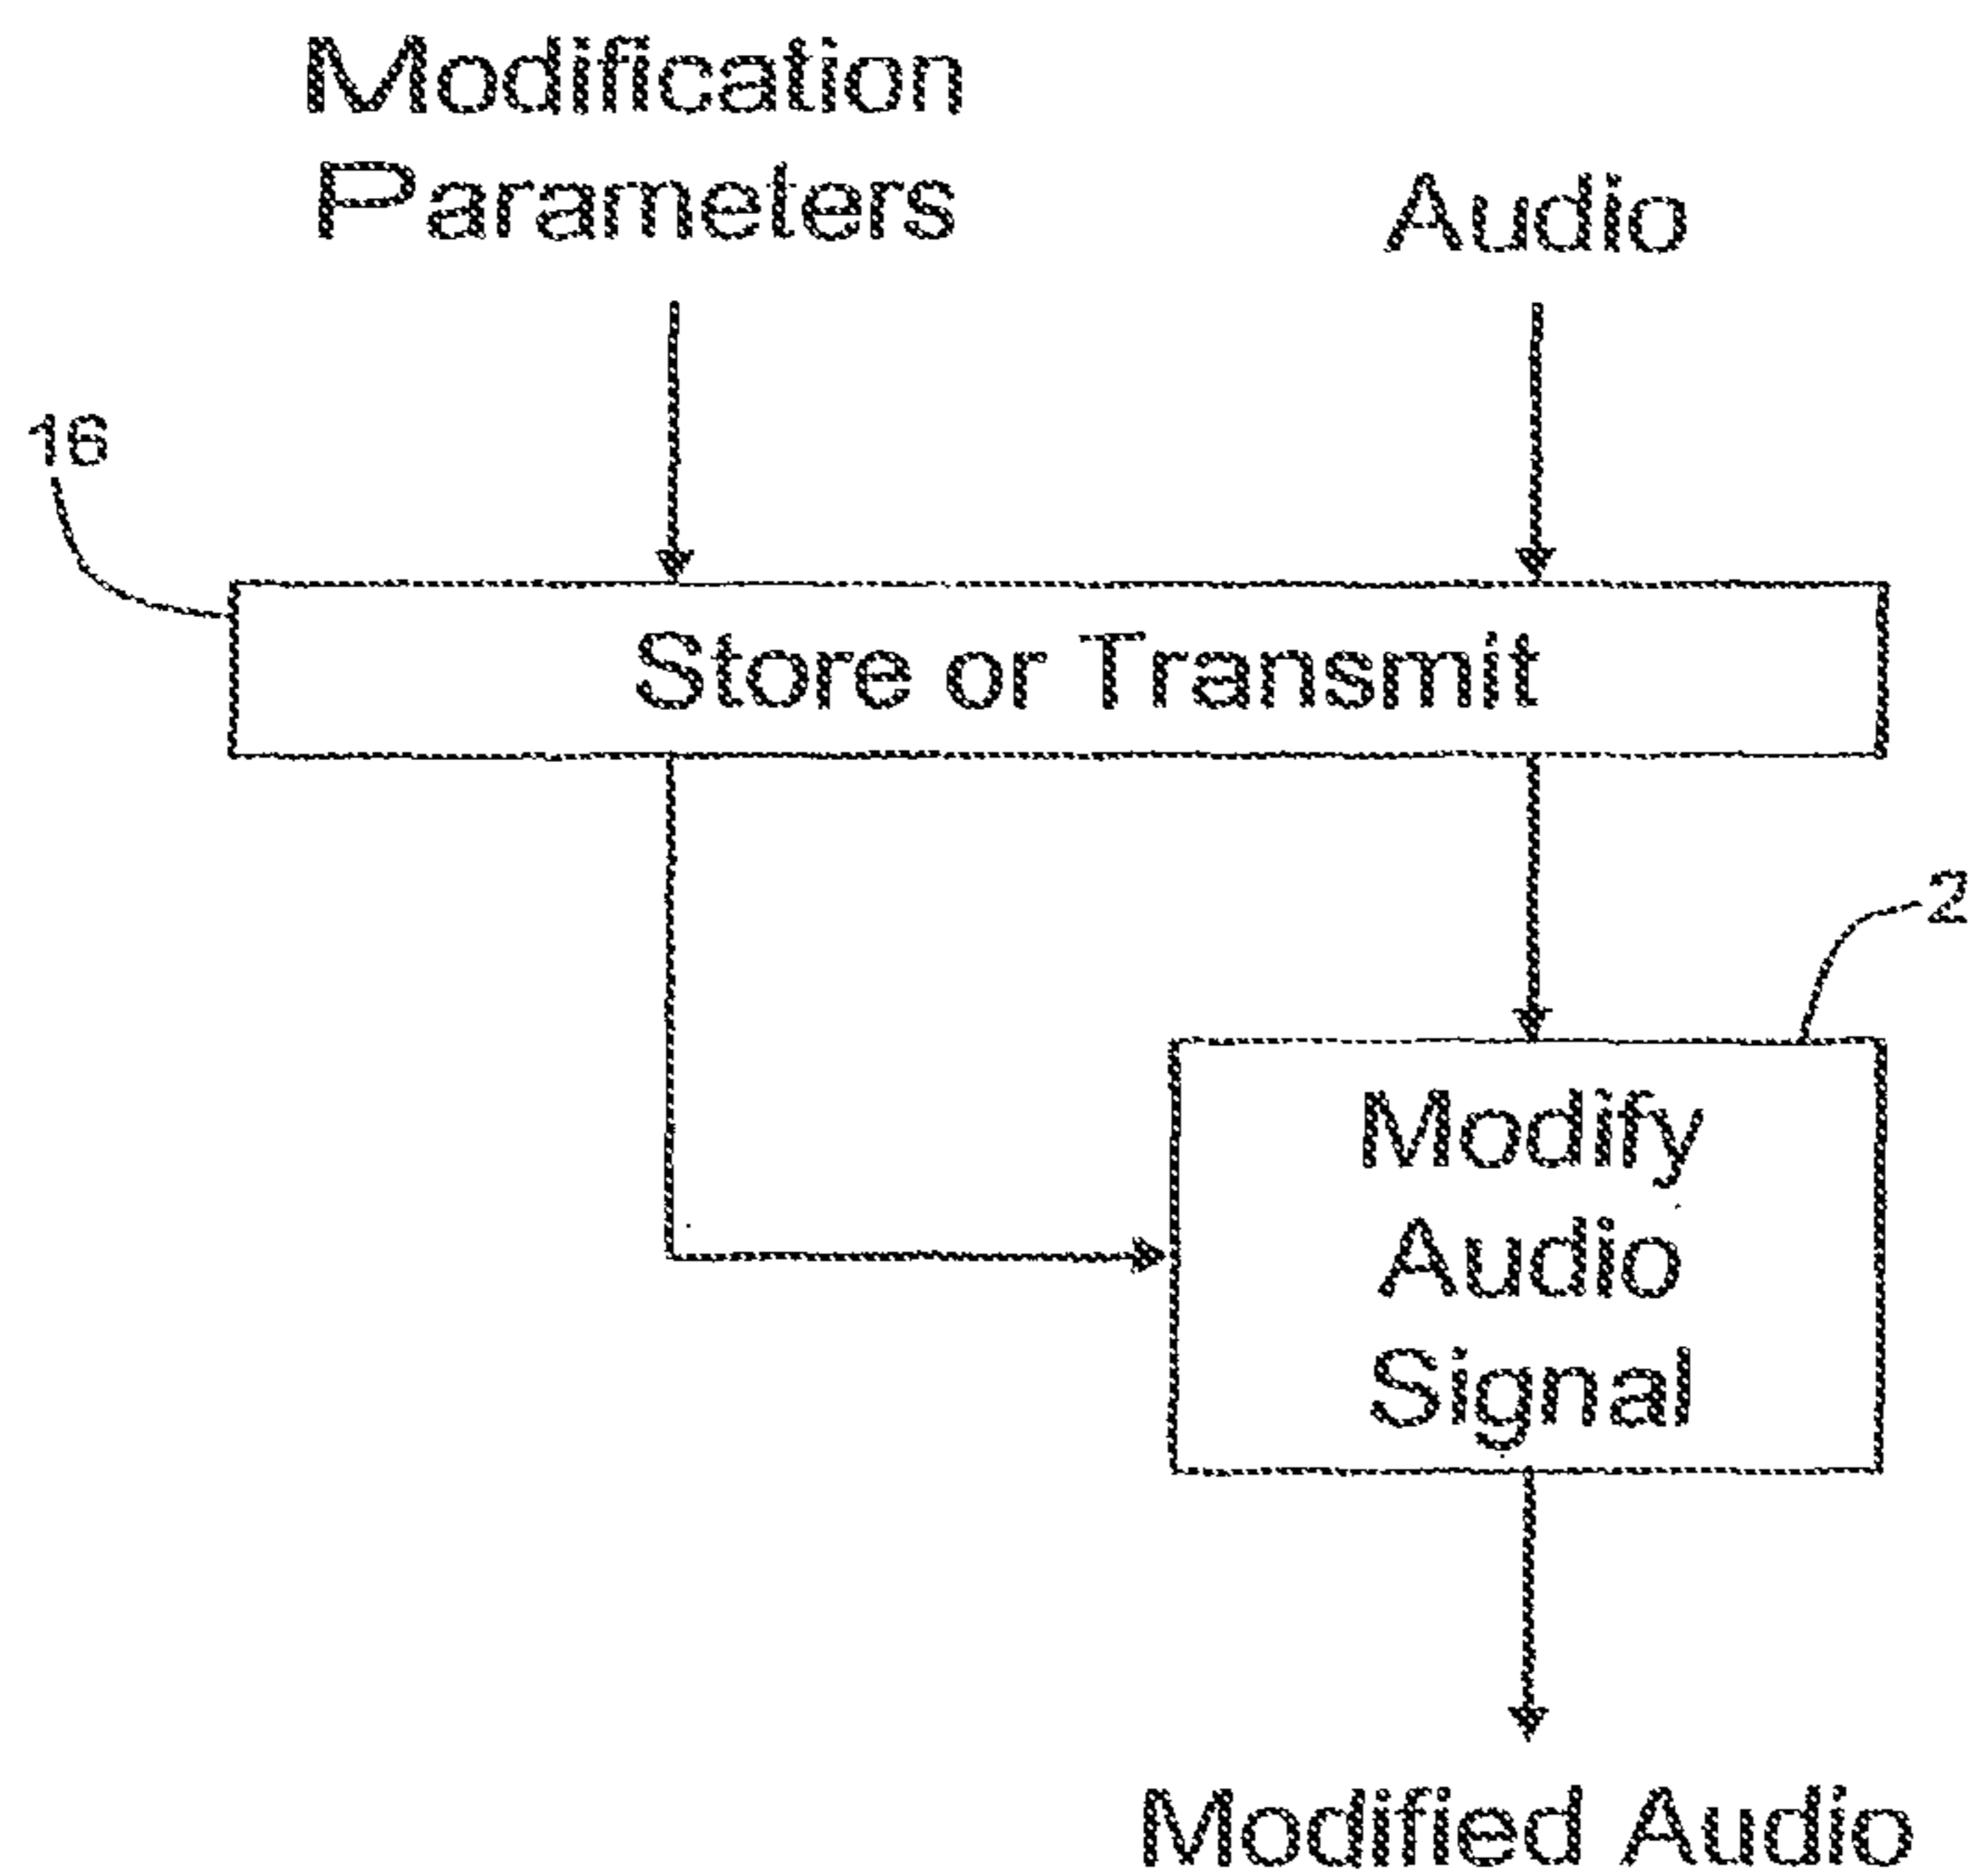 Modification
Parameters
Audio
16
Store or Transmit
2
Modify
Audio
Signal
Modified Audio